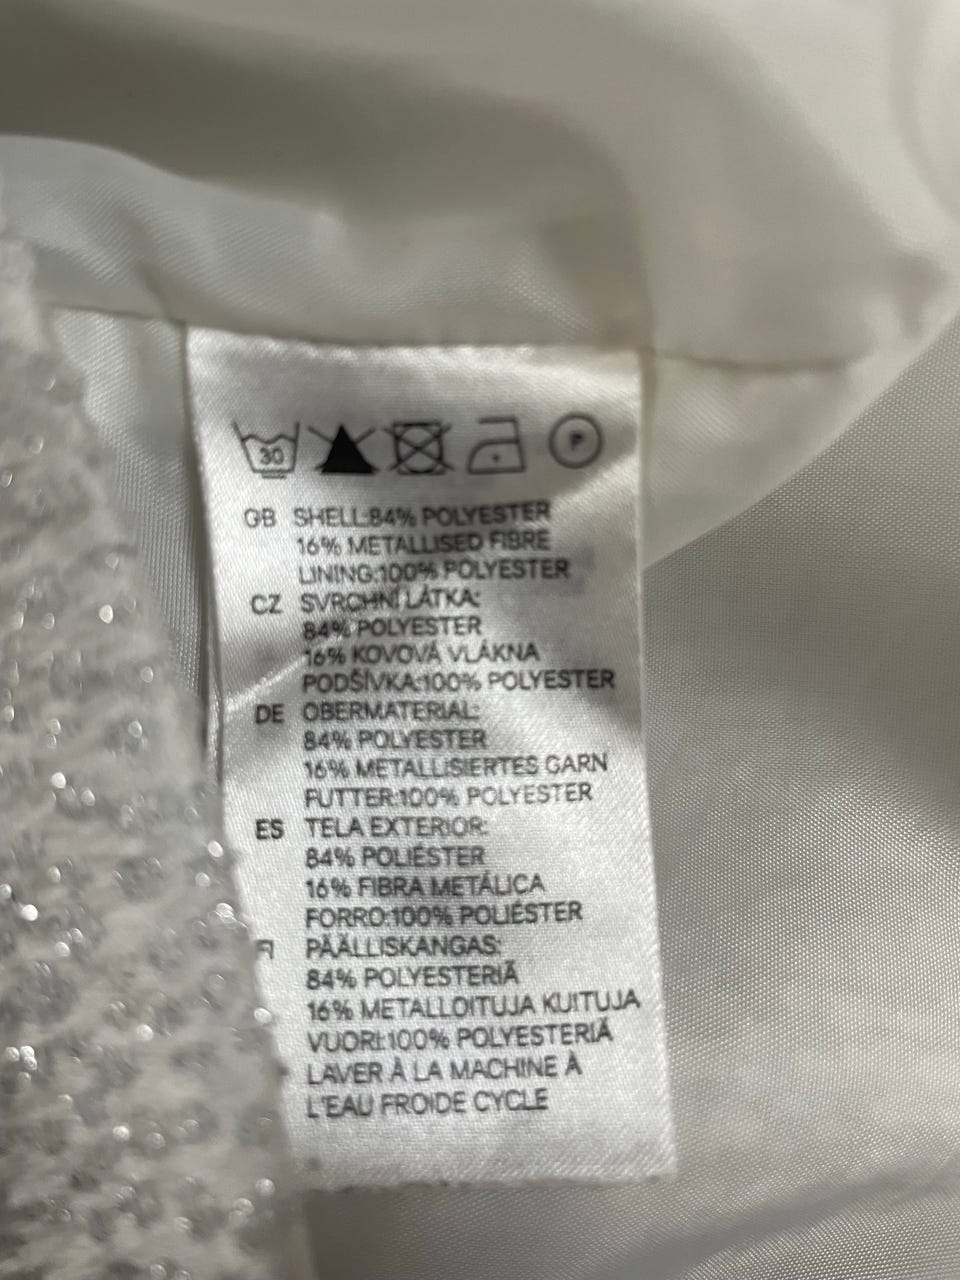 30 P
GB SHELL:84% POLYESTER
16% METALLISED FIBRE
LINING:100% POLYESTER
CZ SVRCHNÍ LÁTKA:
84% POLYESTER
16% KOVOVÁ VLÁKNA
PODŠÍVKA:100% POLYESTER
DE OBERMATERIAL:
84% POLYESTER
16% METALLISIERTES GARN
FUTTER:100% POLYESTER
ES TELA EXTERIOR:
84% POLIÉSTER
16% FIBRA METÁLICA
FORRO:100% POLIÉSTER
FI PÄÄLLISKANGAS:
84% POLYESTERIÄ
16% METALLOITUJA KUITUJA
VUORI:100% POLYESTERIÄ
LAVER À LA MACHINE À
L'EAU FROIDE CYCLE